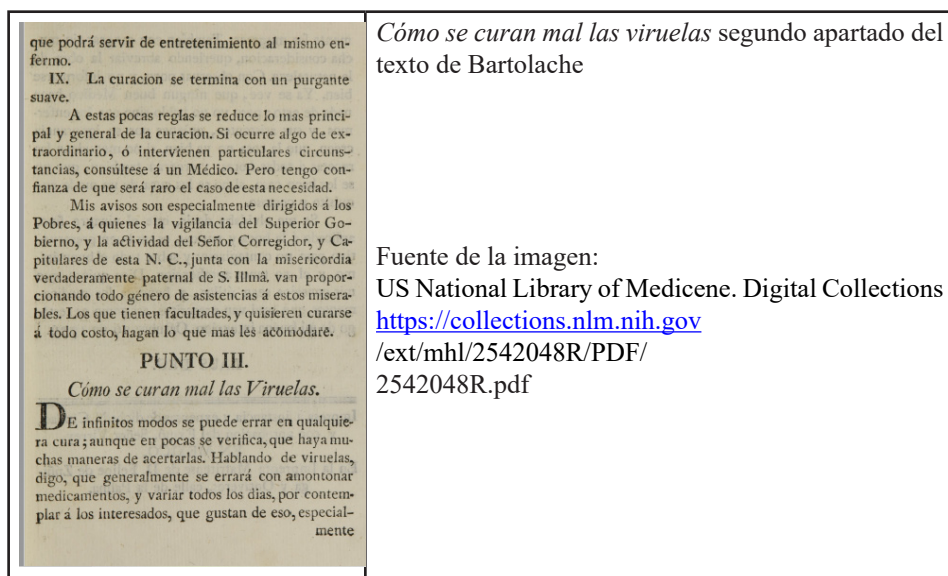 que podrá servir de entretenimiento al mismo en-
fermo.
IX. La curacion se termina con un purgante
suave.
A estas pocas reglas se reduce lo mas princi-
pal y general de la curacion. Si ocurre algo de ex-
traordinario, ó intervienen particulares circuns-
tancias, consúltese á un Médico. Pero tengo con-
fianza de que será raro el caso de esta necesidad.
Mis avisos son especialmente dirigidos á los
Pobres, á quienes la vigilancia del Superior Go-
bierno, y la actividad del Señor Corregidor, y Ca-
pitulares de esta N. C., junta con la misericordia
verdaderamente paternal de S. Illmâ. van propor-
cionando todo género de asistencias á estos misera-
bles. Los que tienen facultades, y quisieren curarse
á todo costo, hagan lo que mas les acomódare.
PUNTO III.
Cómo se curan mal las Viruelas.
DE infinitos modos se puede errar en qualquie-
ra cura; aunque en pocas se verifica, que haya mu-
chas maneras de acertarlas. Hablando de viruelas,
digo, que generalmente se errará con amontonar
medicamentos, y variar todos los dias, por contem-
plar á los interesados, que gustan de eso, especial-
mente
Cómo se curan mal las viruelas segundo apartado del
texto de Bartolache
Fuente de la imagen:
US National Library of Medicene. Digital Collections
https://collections.nlm.nih.gov
/ext/mhl/2542048R/PDF/
2542048R.pdf